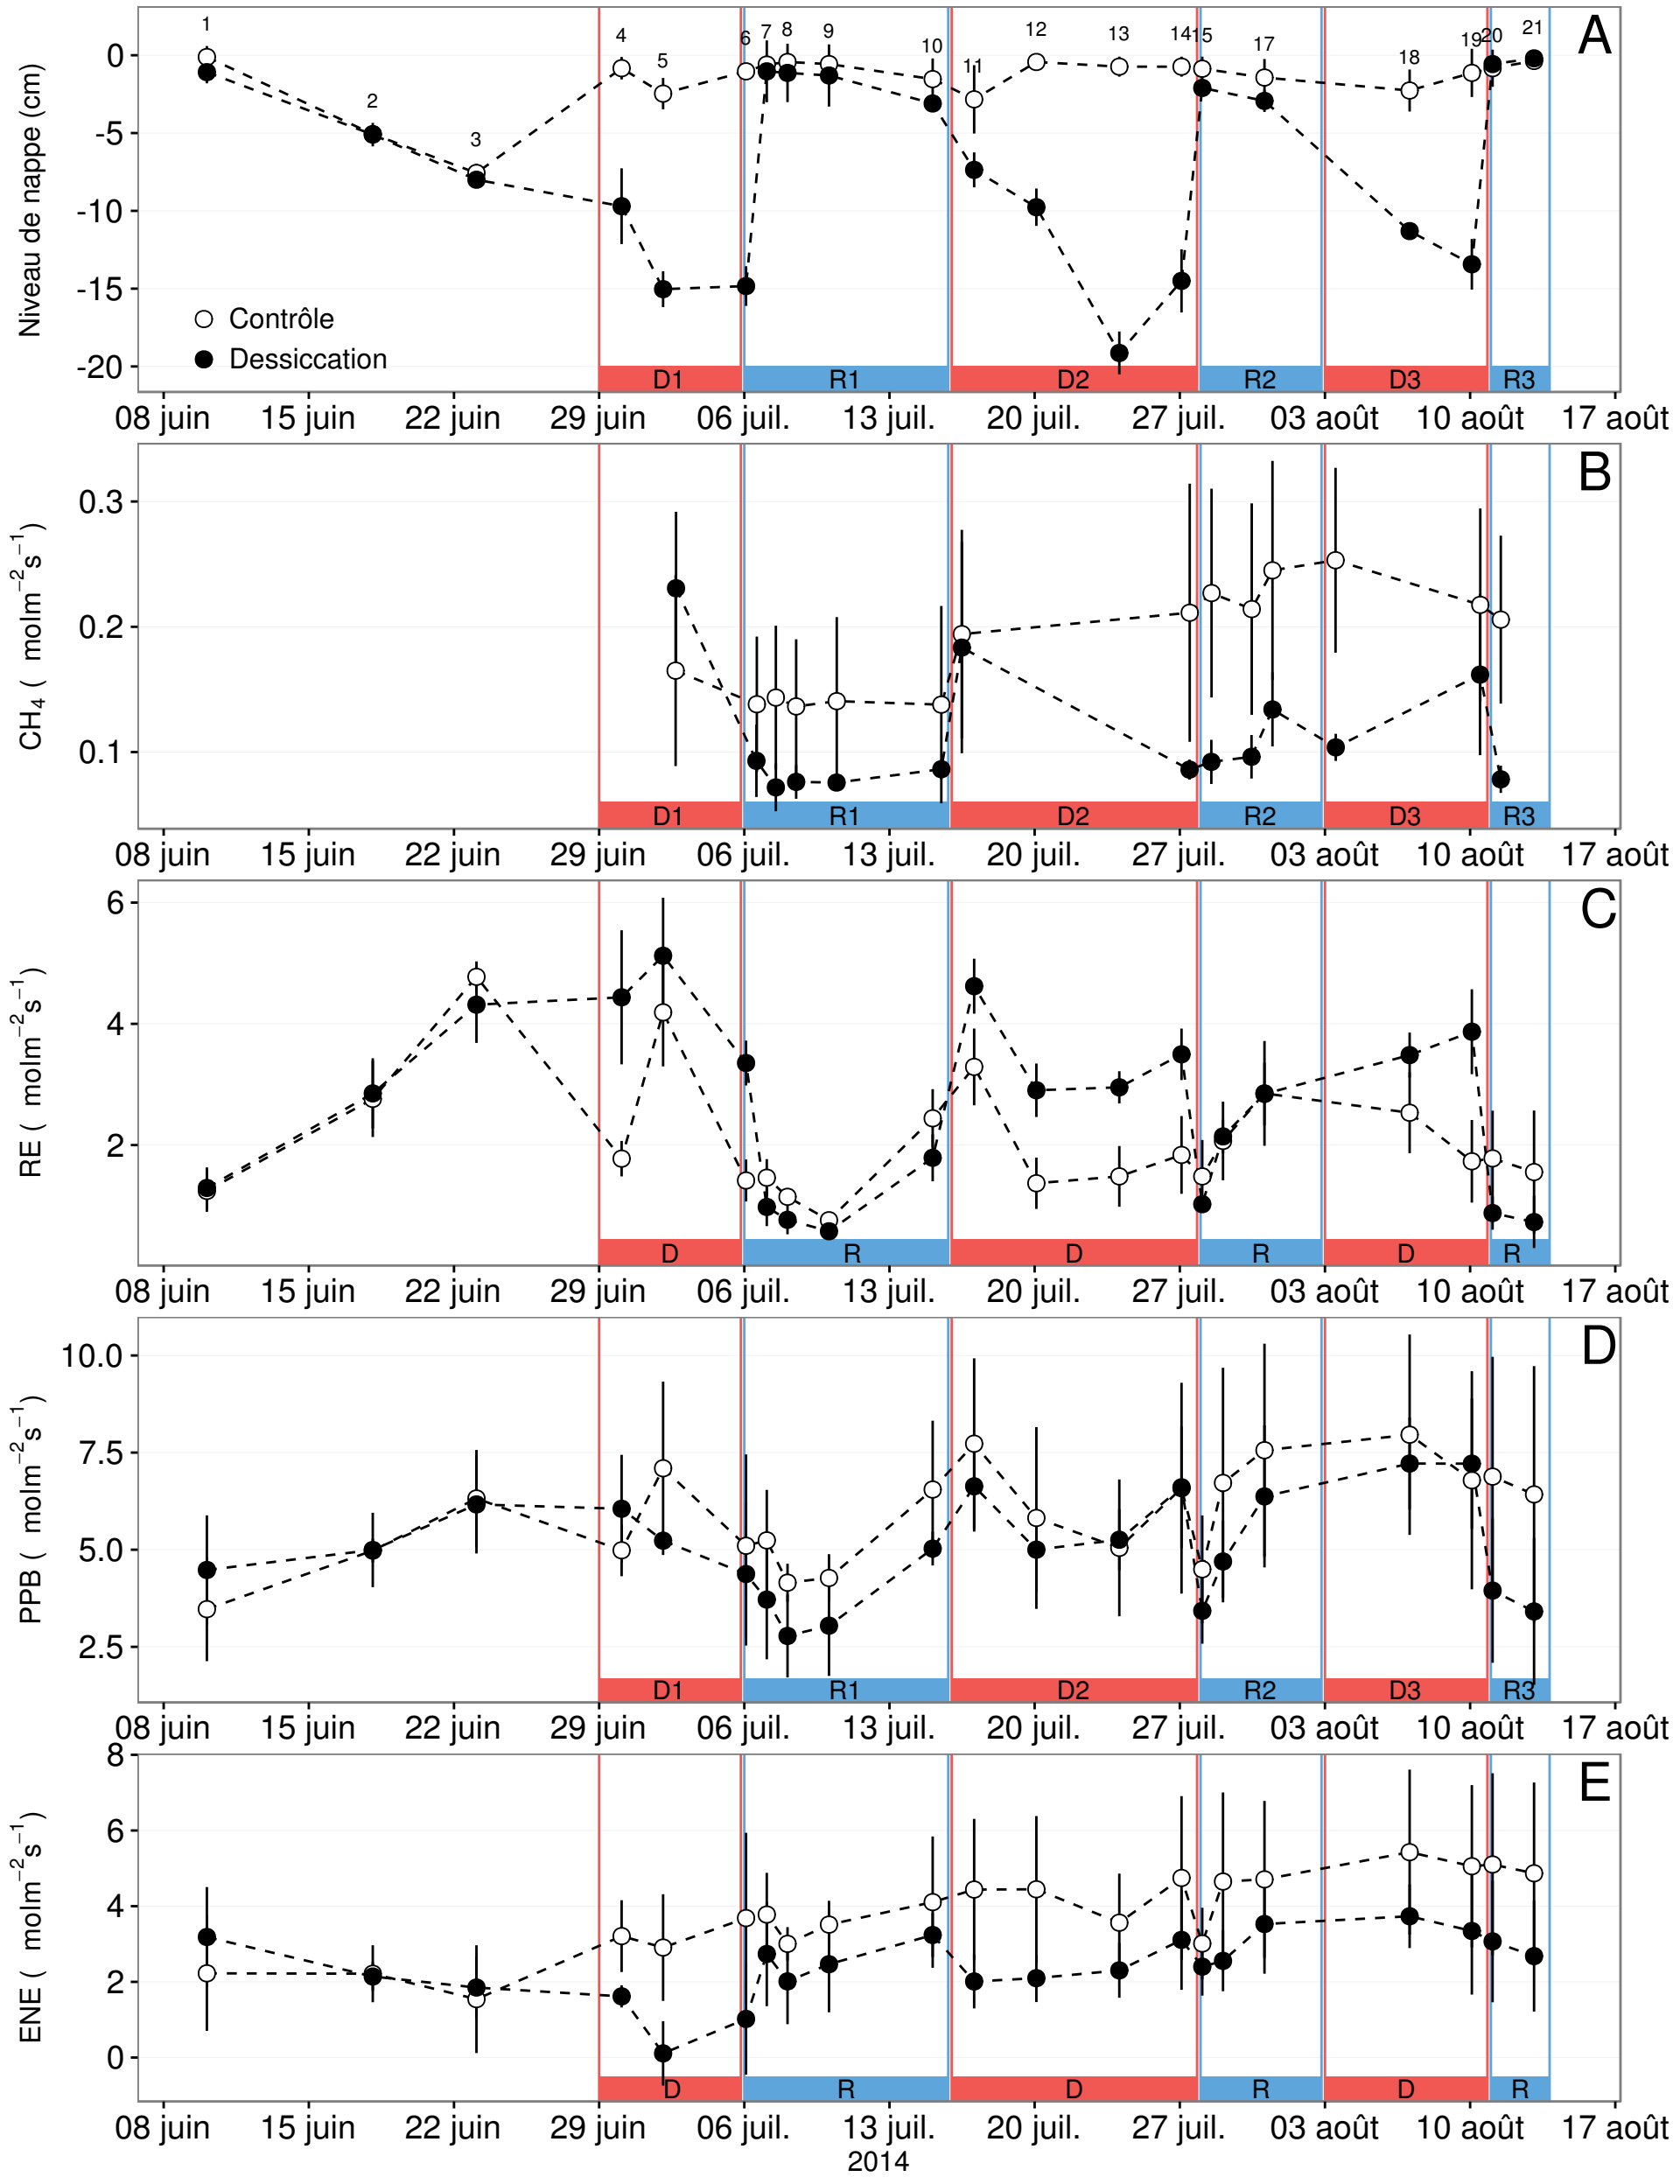 A
1 2 3 4 5 6 7 8 9 10 11 12 13 14 15 17 18 19 20 21
Niveau de nappe (cm)
0
-5
-10
-15
-20
Contrôle
Dessiccation
D1 R1 D2 R2 D3 R3
08 juin 15 juin 22 juin 29 juin 06 juil. 13 juil. 20 juil. 27 juil. 03 août 10 août 17 août
B
CH₄ ( molm⁻²s⁻¹)
0.3
0.2
0.1
D1 R1 D2 R2 D3 R3
08 juin 15 juin 22 juin 29 juin 06 juil. 13 juil. 20 juil. 27 juil. 03 août 10 août 17 août
C
RE ( molm⁻²s⁻¹)
6
4
2
D R D R D R
08 juin 15 juin 22 juin 29 juin 06 juil. 13 juil. 20 juil. 27 juil. 03 août 10 août 17 août
D
PPB ( molm⁻²s⁻¹)
10.0
7.5
5.0
2.5
D1 R1 D2 R2 D3 R3
08 juin 15 juin 22 juin 29 juin 06 juil. 13 juil. 20 juil. 27 juil. 03 août 10 août 17 août
E
ENE ( molm⁻²s⁻¹)
8
6
4
2
0
D R D R D R
08 juin 15 juin 22 juin 29 juin 06 juil. 13 juil. 20 juil. 27 juil. 03 août 10 août 17 août
2014